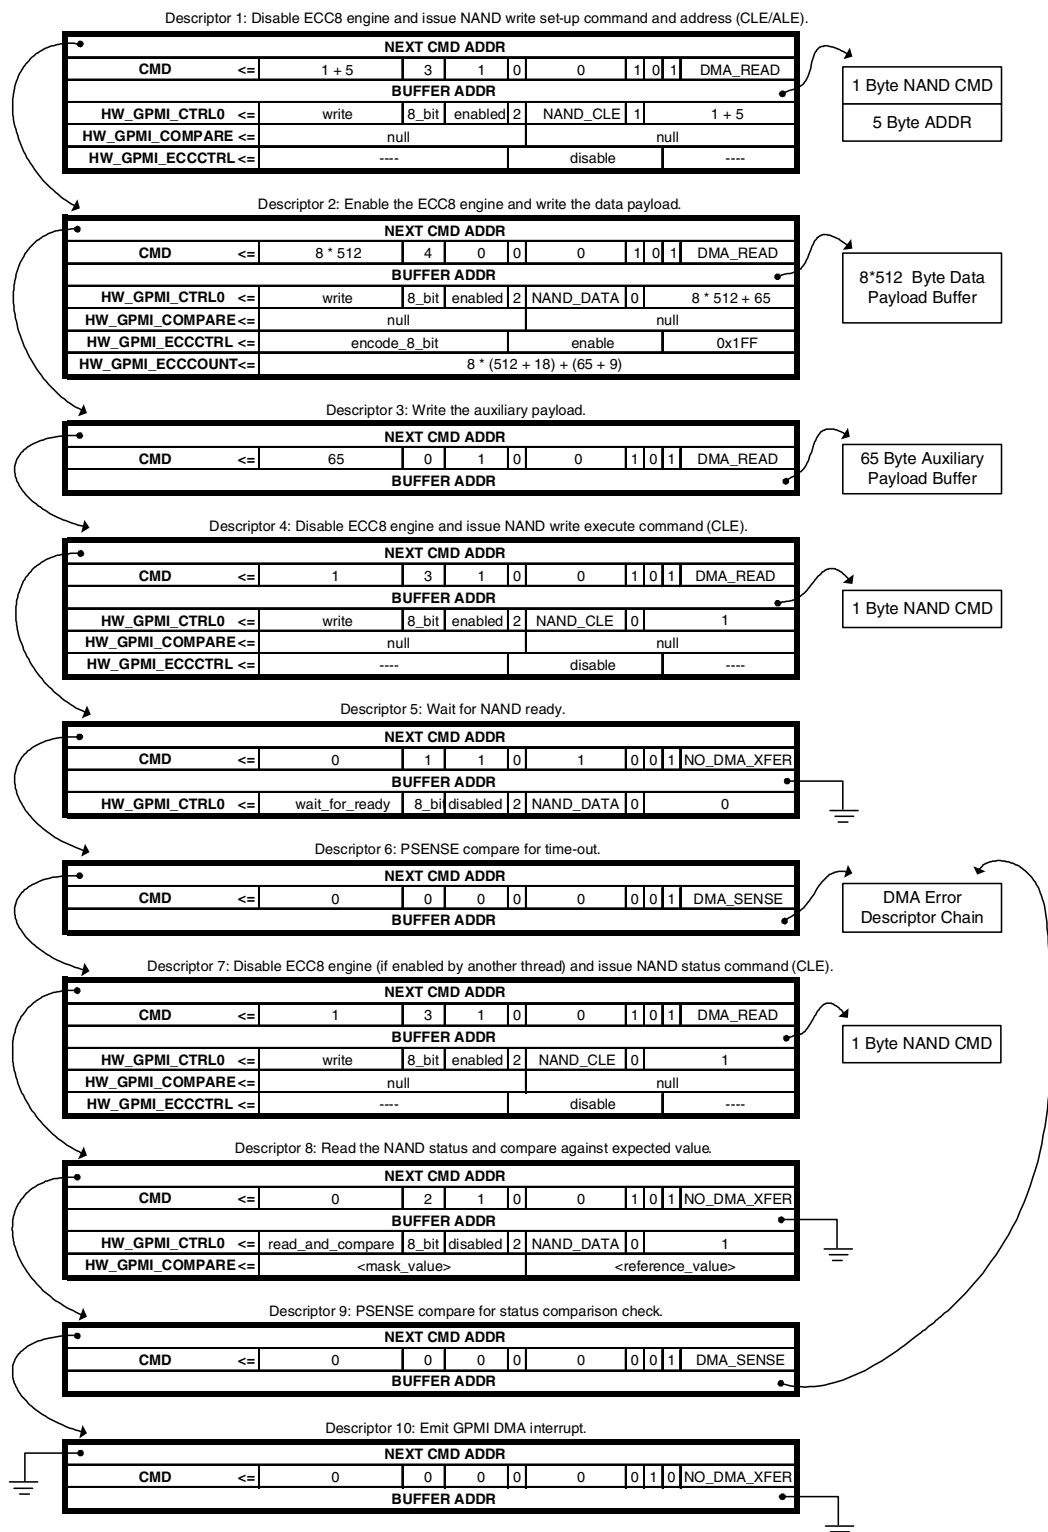 Descriptor 1: Disable ECC8 engine and issue NAND write set-up command and address (CLE/ALE).
NEXT CMD ADDR
CMD <= 1 + 5 3 1 0 0 1 0 1 DMA_READ
BUFFER ADDR
HW_GPMI_CTRL0 <= write 8_bit enabled 2 NAND_CLE 1 1 + 5
HW_GPMI_COMPARE <= null null
HW_GPMI_ECCCTRL <= ---- disable ----
1 Byte NAND CMD
5 Byte ADDR
Descriptor 2: Enable the ECC8 engine and write the data payload.
NEXT CMD ADDR
CMD <= 8 * 512 4 0 0 0 1 0 1 DMA_READ
BUFFER ADDR
HW_GPMI_CTRL0 <= write 8_bit enabled 2 NAND_DATA 0 8 * 512 + 65
HW_GPMI_COMPARE <= null null
HW_GPMI_ECCCTRL <= encode_8_bit enable 0x1FF
HW_GPMI_ECCCOUNT<= 8 * (512 + 18) + (65 + 9)
8*512 Byte Data
Payload Buffer
Descriptor 3: Write the auxiliary payload.
NEXT CMD ADDR
CMD <= 65 0 1 0 0 1 0 1 DMA_READ
BUFFER ADDR
65 Byte Auxiliary
Payload Buffer
Descriptor 4: Disable ECC8 engine and issue NAND write execute command (CLE).
NEXT CMD ADDR
CMD <= 1 3 1 0 0 1 0 1 DMA_READ
BUFFER ADDR
HW_GPMI_CTRL0 <= write 8_bit enabled 2 NAND_CLE 0 1
HW_GPMI_COMPARE <= null null
HW_GPMI_ECCCTRL <= ---- disable ----
1 Byte NAND CMD
Descriptor 5: Wait for NAND ready.
NEXT CMD ADDR
CMD <= 0 1 1 0 1 0 0 1 NO_DMA_XFER
BUFFER ADDR
HW_GPMI_CTRL0 <= wait_for_ready 8_bit disabled 2 NAND_DATA 0 0
Descriptor 6: PSENSE compare for time-out.
NEXT CMD ADDR
CMD <= 0 0 0 0 0 0 0 1 DMA_SENSE
BUFFER ADDR
DMA Error
Descriptor Chain
Descriptor 7: Disable ECC8 engine (if enabled by another thread) and issue NAND status command (CLE).
NEXT CMD ADDR
CMD <= 1 3 1 0 0 1 0 1 DMA_READ
BUFFER ADDR
HW_GPMI_CTRL0 <= write 8_bit enabled 2 NAND_CLE 0 1
HW_GPMI_COMPARE <= null null
HW_GPMI_ECCCTRL <= ---- disable ----
1 Byte NAND CMD
Descriptor 8: Read the NAND status and compare against expected value.
NEXT CMD ADDR
CMD <= 0 2 1 0 0 1 0 1 NO_DMA_XFER
BUFFER ADDR
HW_GPMI_CTRL0 <= read_and_compare 8_bit disabled 2 NAND_DATA 0 1
HW_GPMI_COMPARE <= <mask_value> <reference_value>
Descriptor 9: PSENSE compare for status comparison check.
NEXT CMD ADDR
CMD <= 0 0 0 0 0 0 0 1 DMA_SENSE
BUFFER ADDR
Descriptor 10: Emit GPMI DMA interrupt.
NEXT CMD ADDR
CMD <= 0 0 0 0 0 0 1 0 NO_DMA_XFER
BUFFER ADDR